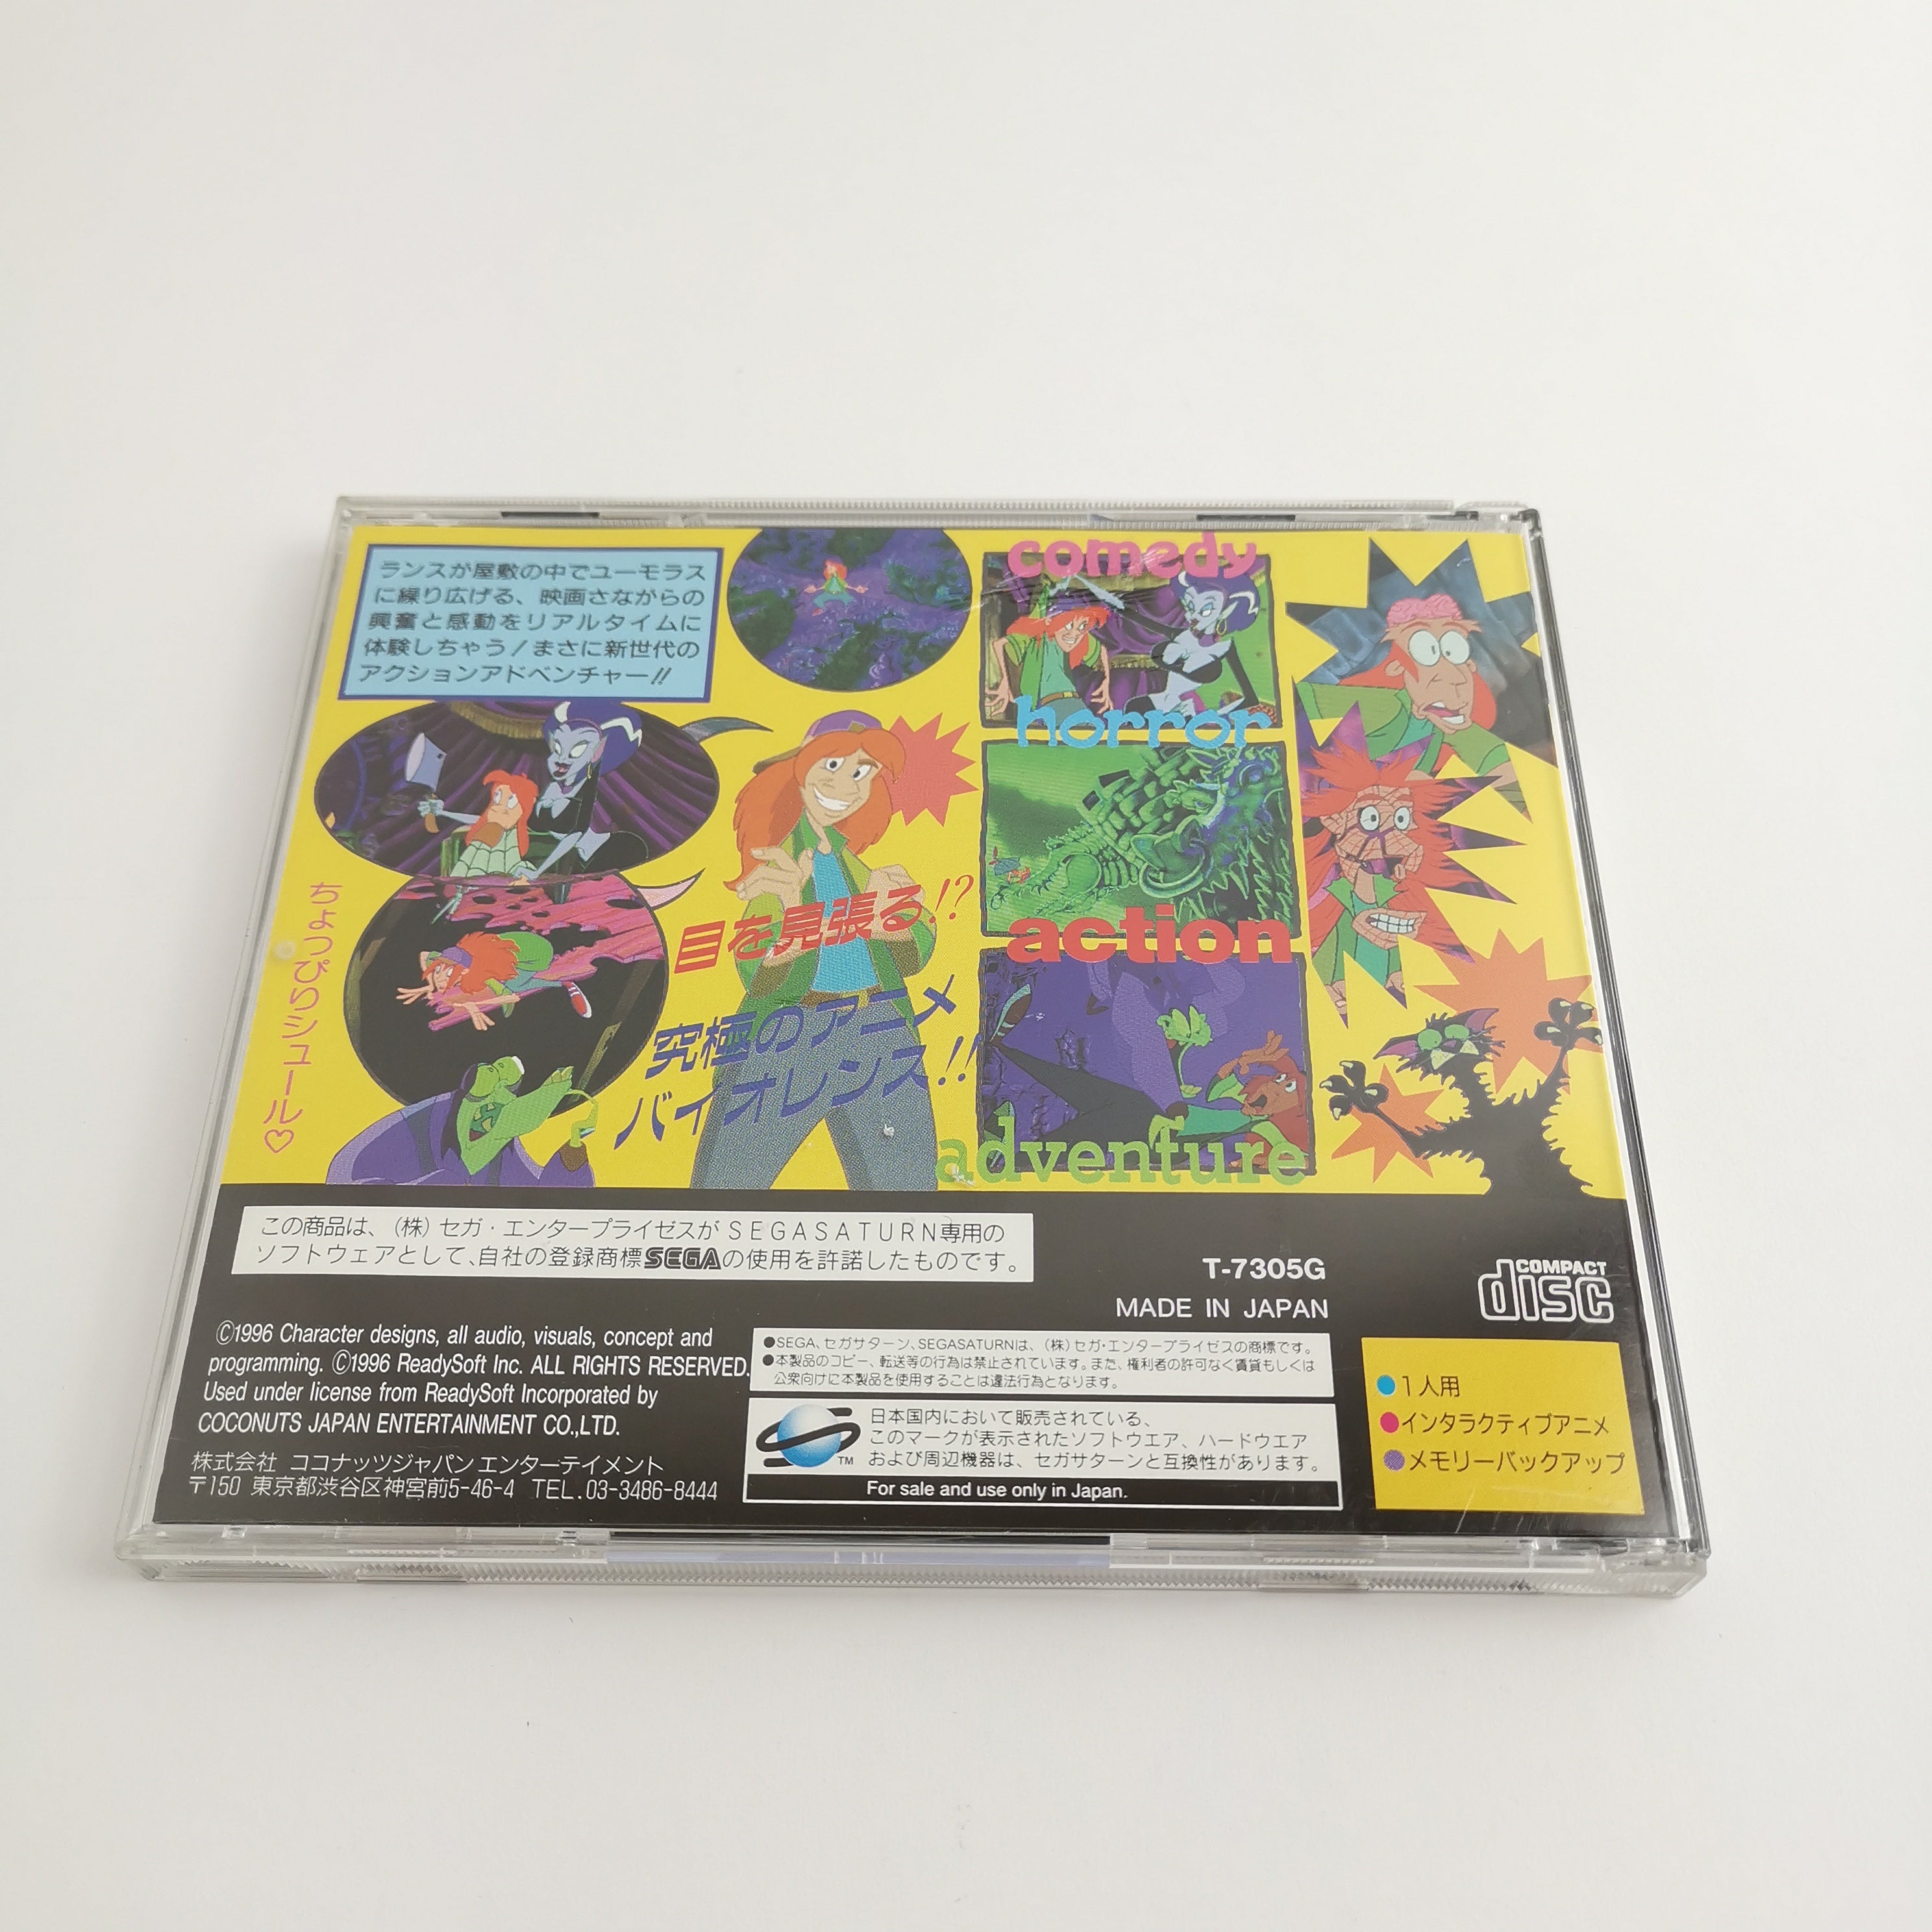 ランスが屋敷の中でユーモラス
に繰り広げる、映画さながらの
興奮と感動をリアルタイムに
体験しちゃう！まさに新世代の
アクションアドベンチャー!!
comedy
horror
action
adventure
ちょっぴりシュール♡
目を見張る!?
究極のアニメ
バイオレンス!!
この商品は、(株)セガ・エンタープライゼスがSEGASATURN専用の
ソフトウェアとして、自社の登録商標SEGAの使用を許諾したものです。
T-7305G
MADE IN JAPAN
COMPACT
disc
©1996 Character designs, all audio, visuals, concept and
programming. ©1996 ReadySoft Inc. ALL RIGHTS RESERVED.
Used under license from ReadySoft Incorporated by
COCONUTS JAPAN ENTERTAINMENT CO.,LTD.
株式会社 ココナッツジャパン エンターテイメント
〒150 東京都渋谷区神宮前5-46-4 TEL.03-3486-8444
●SEGA、セガサターン、SEGASATURNは、(株)セガ・エンタープライゼスの商標です。
●本製品のコピー、転送等の行為は禁止されています。また、権利者の許可なく賃貸もしくは
公衆向けに本製品を使用することは違法行為となります。
TM
日本国内において販売されている、
このマークが表示されたソフトウエア、ハードウエア
および周辺機器は、セガサターンと互換性があります。
For sale and use only in Japan.
●1人用
●インタラクティブアニメ
●メモリーバックアップ